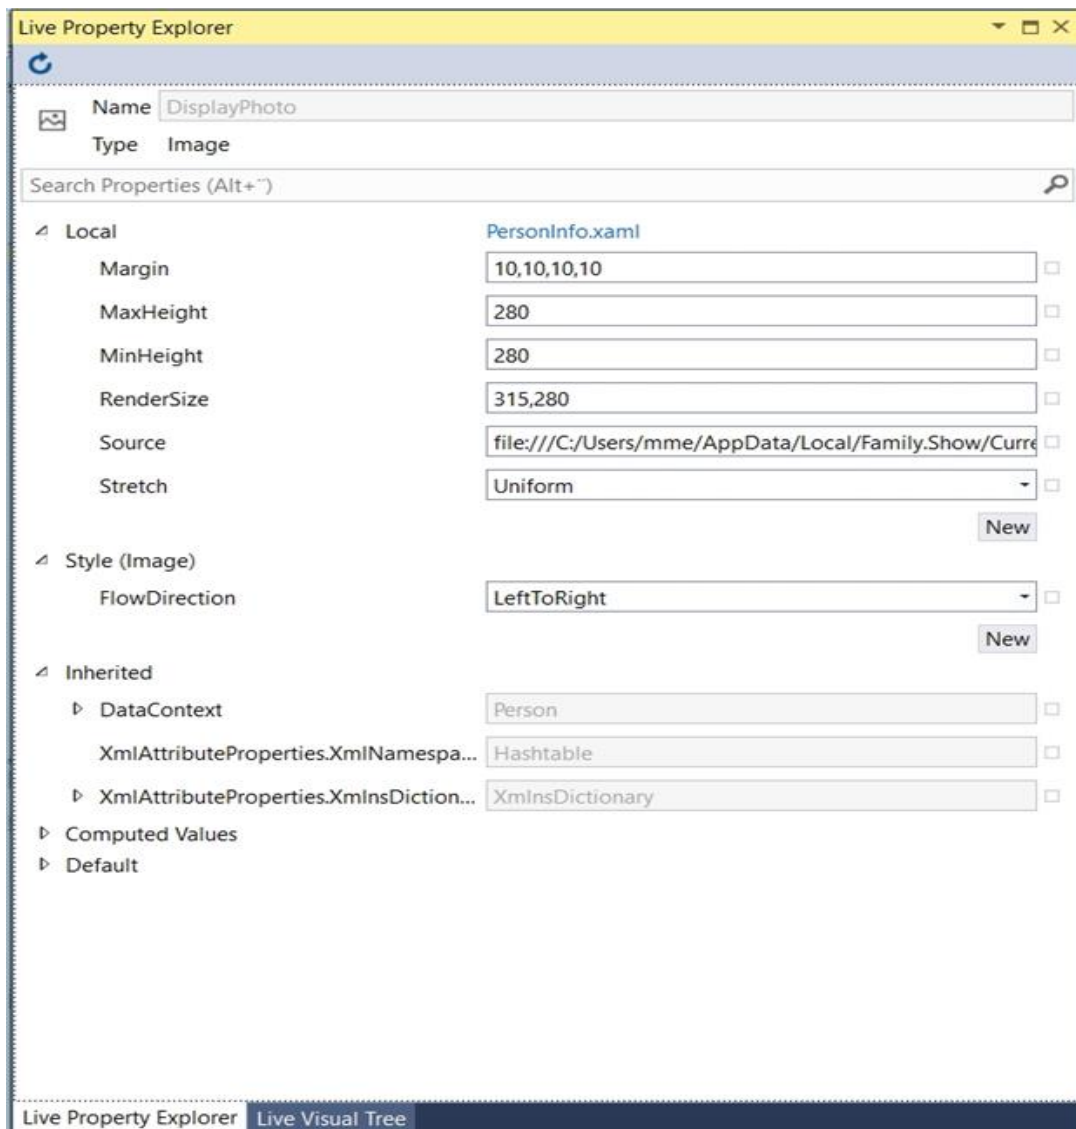 Live Property Explorer
Name DisplayPhoto
Type Image
Search Properties (Alt+¨)
Local PersonInfo.xaml
Margin 10,10,10,10
MaxHeight 280
MinHeight 280
RenderSize 315,280
Source file:///C:/Users/mme/AppData/Local/Family.Show/Curre
Stretch Uniform
New
Style (Image)
FlowDirection LeftToRight
New
Inherited
DataContext Person
XmlAttributeProperties.XmlNamespa... Hashtable
XmlAttributeProperties.XmlnsDiction... XmlnsDictionary
Computed Values
Default
Live Property Explorer Live Visual Tree